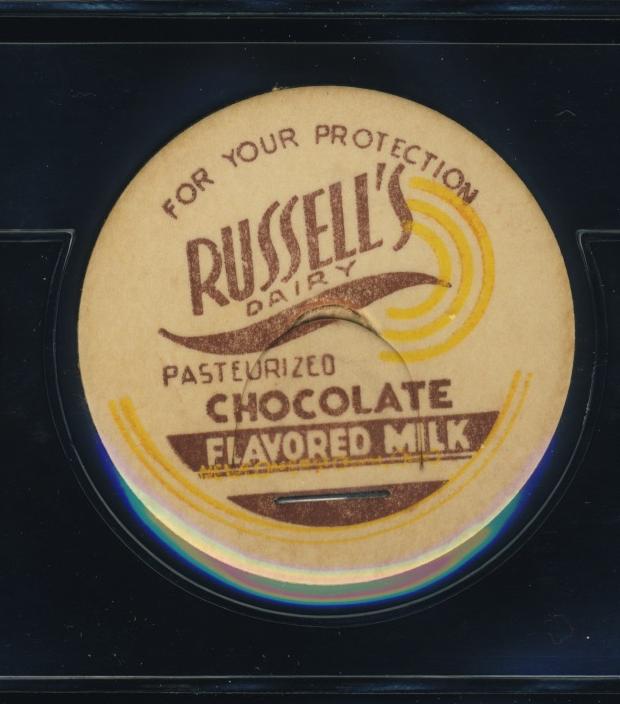 FOR YOUR PROTECTION
RUSSELL'S
DAIRY
PASTEURIZED
CHOCOLATE
FLAVORED MILK